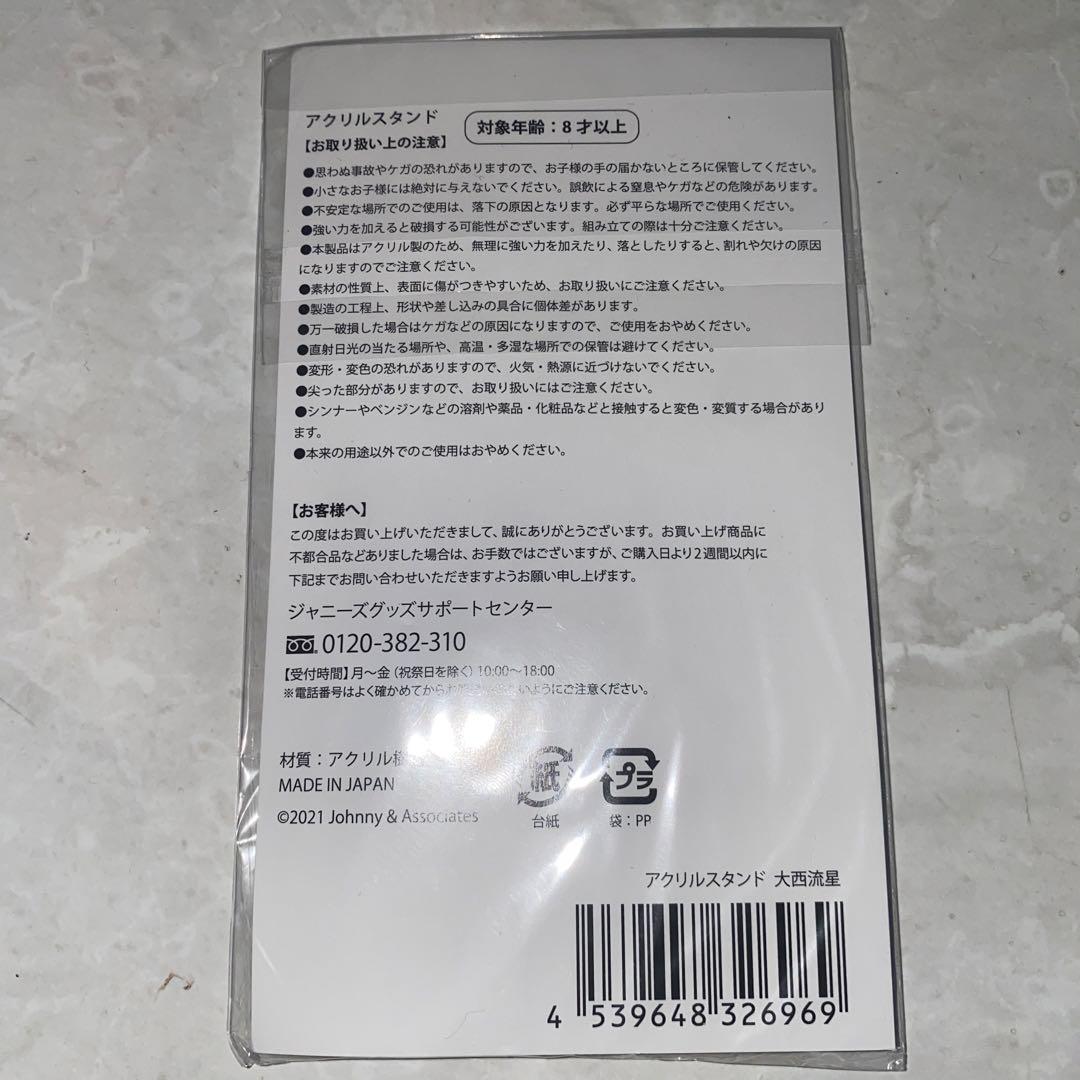 アクリルスタンド
対象年齢：8才以上
【お取り扱い上の注意】
●思わぬ事故やケガの恐れがありますので、お子様の手の届かないところに保管してください。
●小さなお子様には絶対に与えないでください。誤飲による窒息やケガなどの危険があります。
●不安定な場所でのご使用は、落下の原因となります。必ず平らな場所でご使用ください。
●強い力を加えると破損する可能性がございます。組み立ての際は十分ご注意ください。
●本製品はアクリル製のため、無理に強い力を加えたり、落としたりすると、割れや欠けの原因
になりますのでご注意ください。
●素材の性質上、表面に傷がつきやすいため、お取り扱いにご注意ください。
●製造の工程上、形状や差し込みの具合に個体差があります。
●万一破損した場合はケガなどの原因になりますので、ご使用をおやめください。
●直射日光の当たる場所や、高温・多湿な場所での保管は避けてください。
●変形・変色の恐れがありますので、火気・熱源に近づけないでください。
●尖った部分がありますので、お取り扱いにはご注意ください。
●シンナーやベンジンなどの溶剤や薬品・化粧品などと接触すると変色・変質する場合があり
ます。
●本来の用途以外でのご使用はおやめください。
【お客様へ】
この度はお買い上げいただきまして、誠にありがとうございます。お買い上げ商品に
不都合品などありました場合は、お手数ではございますが、ご購入日より2週間以内に
下記までお問い合わせいただきますようお願い申し上げます。
ジャニーズグッズサポートセンター
0120-382-310
【受付時間】月～金（祝祭日を除く）10:00～18:00
※電話番号はよく確かめてから ようにご注意ください。
材質：アクリル
MADE IN JAPAN
©2021 Johnny & Associates
紙
台紙
プラ
袋：PP
アクリルスタンド 大西流星
4 539648 326969